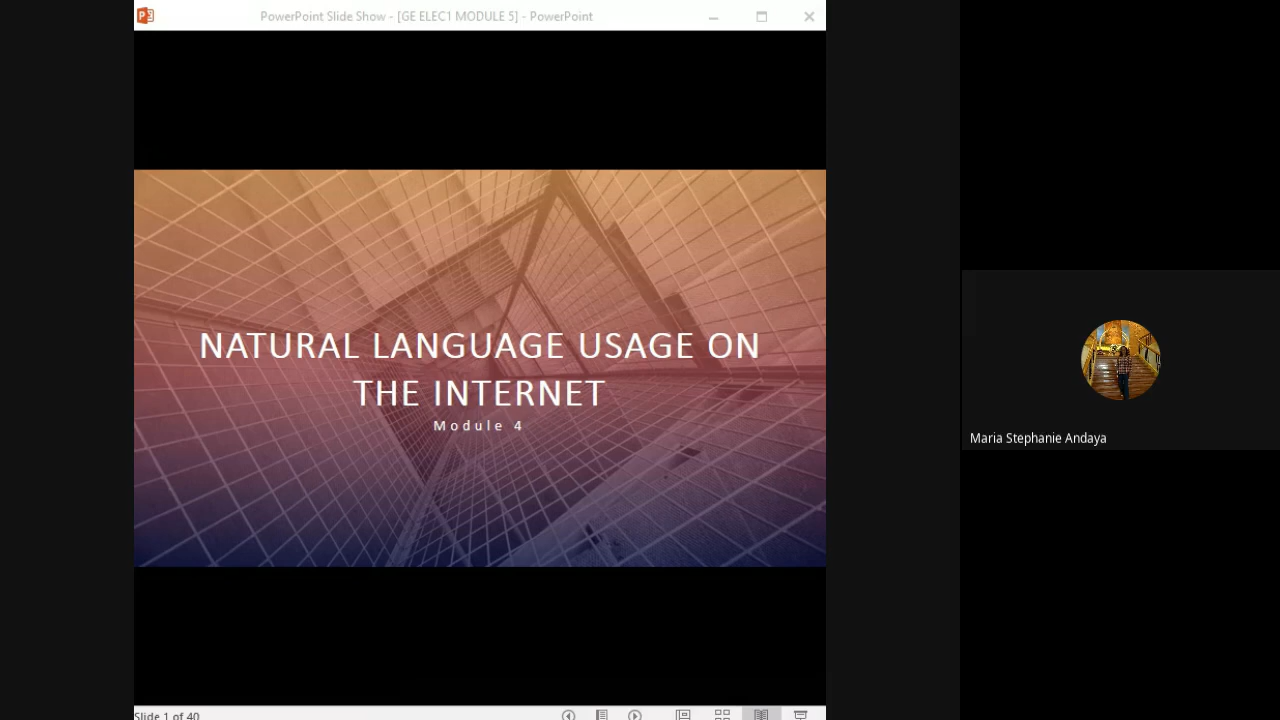 PowerPoint Slide Show - [GE ELEC1 MODULE 5] - PowerPoint
NATURAL LANGUAGE USAGE ON
THE INTERNET
Module 4
Maria Stephanie Andaya
Slide 1 of 40